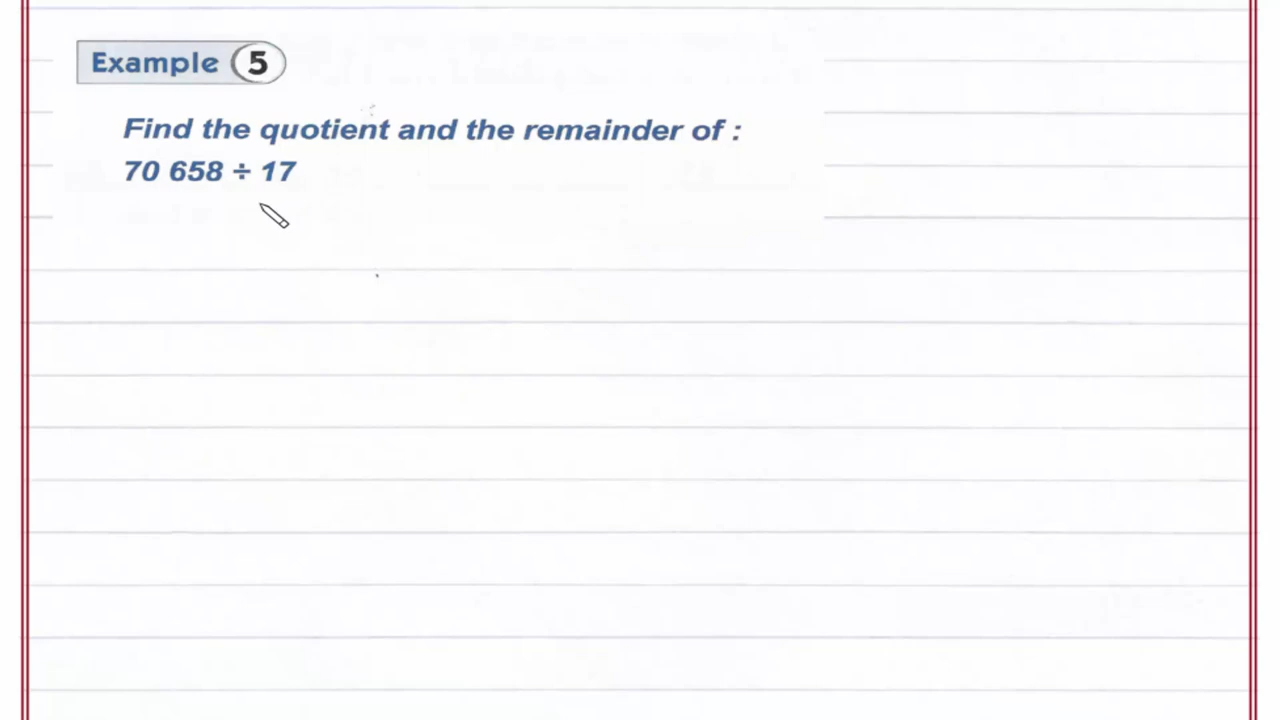 Example 5
Find the quotient and the remainder of :
70 658 ÷ 17